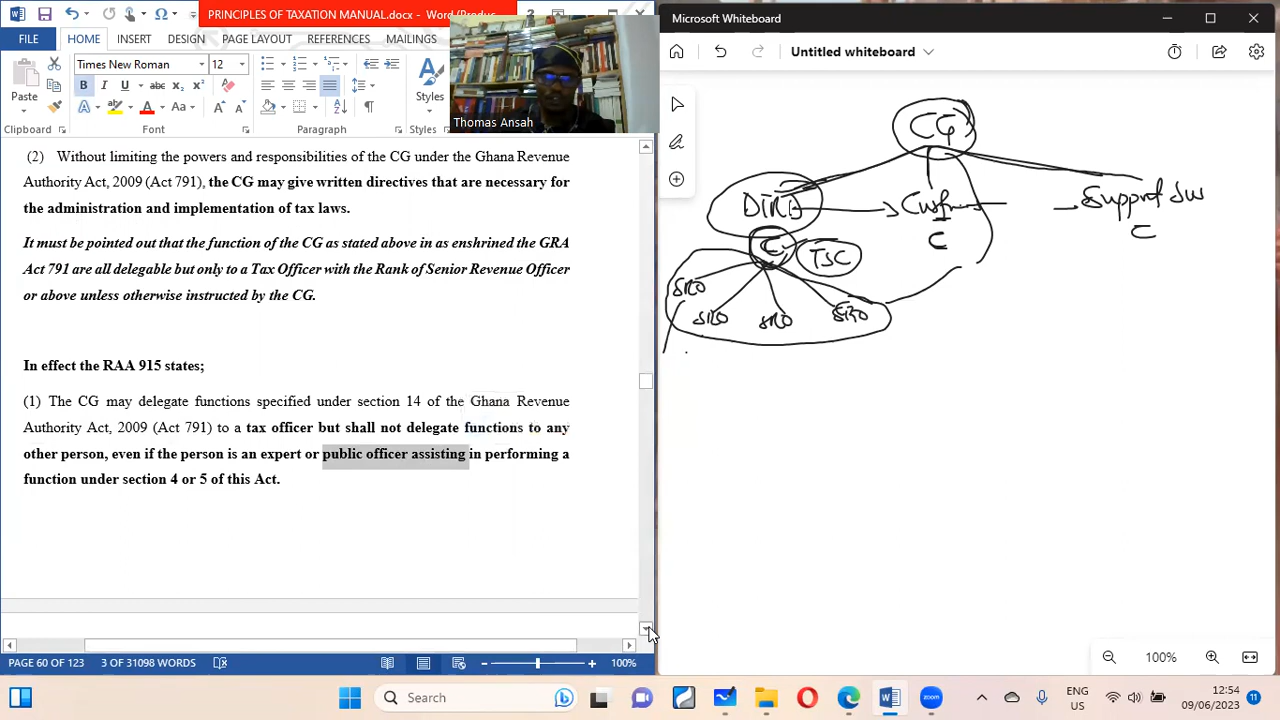 PRINCIPLES OF TAXATION MANUAL.docx - Word (Produc
FILE HOME INSERT DESIGN PAGE LAYOUT REFERENCES MAILINGS
Times New Roman 12
Paste
Styles
Clipboard Font Paragraph Styles
Thomas Ansah
(2) Without limiting the powers and responsibilities of the CG under the Ghana Revenue
Authority Act, 2009 (Act 791), the CG may give written directives that are necessary for
the administration and implementation of tax laws.
It must be pointed out that the function of the CG as stated above in as enshrined the GRA
Act 791 are all delegable but only to a Tax Officer with the Rank of Senior Revenue Officer
or above unless otherwise instructed by the CG.
In effect the RAA 915 states;
(1) The CG may delegate functions specified under section 14 of the Ghana Revenue
Authority Act, 2009 (Act 791) to a tax officer but shall not delegate functions to any
other person, even if the person is an expert or public officer assisting in performing a
function under section 4 or 5 of this Act.
PAGE 60 OF 123 3 OF 31098 WORDS 100%
Microsoft Whiteboard
Untitled whiteboard
CG
Support
C C C
TSC
SRO
SRO SRO SRO
100%
Search
ENG
US
12:54
09/06/2023